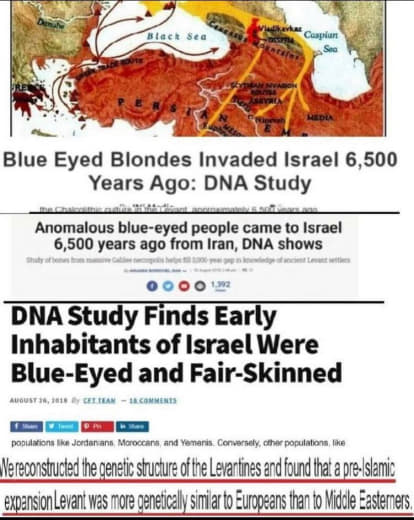 Danube
Black Sea
Vladikavkaz
Caspian
Sea
Mountains
TRADE ROUTE
SCYTHIAN INVASION
ASSYRIA
MEDIA
Blue Eyed Blondes Invaded Israel 6,500
Years Ago: DNA Study
the Chalcolithic culture in the Levant approximately 6,500 years ago
Anomalous blue-eyed people came to Israel
6,500 years ago from Iran, DNA shows
Study of bones from massive Galilee necropolis helps fill 2,000-year gap in knowledge of ancient Levant settlers
1,392
DNA Study Finds Early
Inhabitants of Israel Were
Blue-Eyed and Fair-Skinned
AUGUST 26, 2018 By CFT TEAM — 18 COMMENTS
Share Tweet Pin Share
populations like Jordanians, Moroccans, and Yemenis. Conversely, other populations, like
We reconstructed the genetic structure of the Levantines and found that a pre-Islamic
expansion Levant was more genetically similar to Europeans than to Middle Easterners